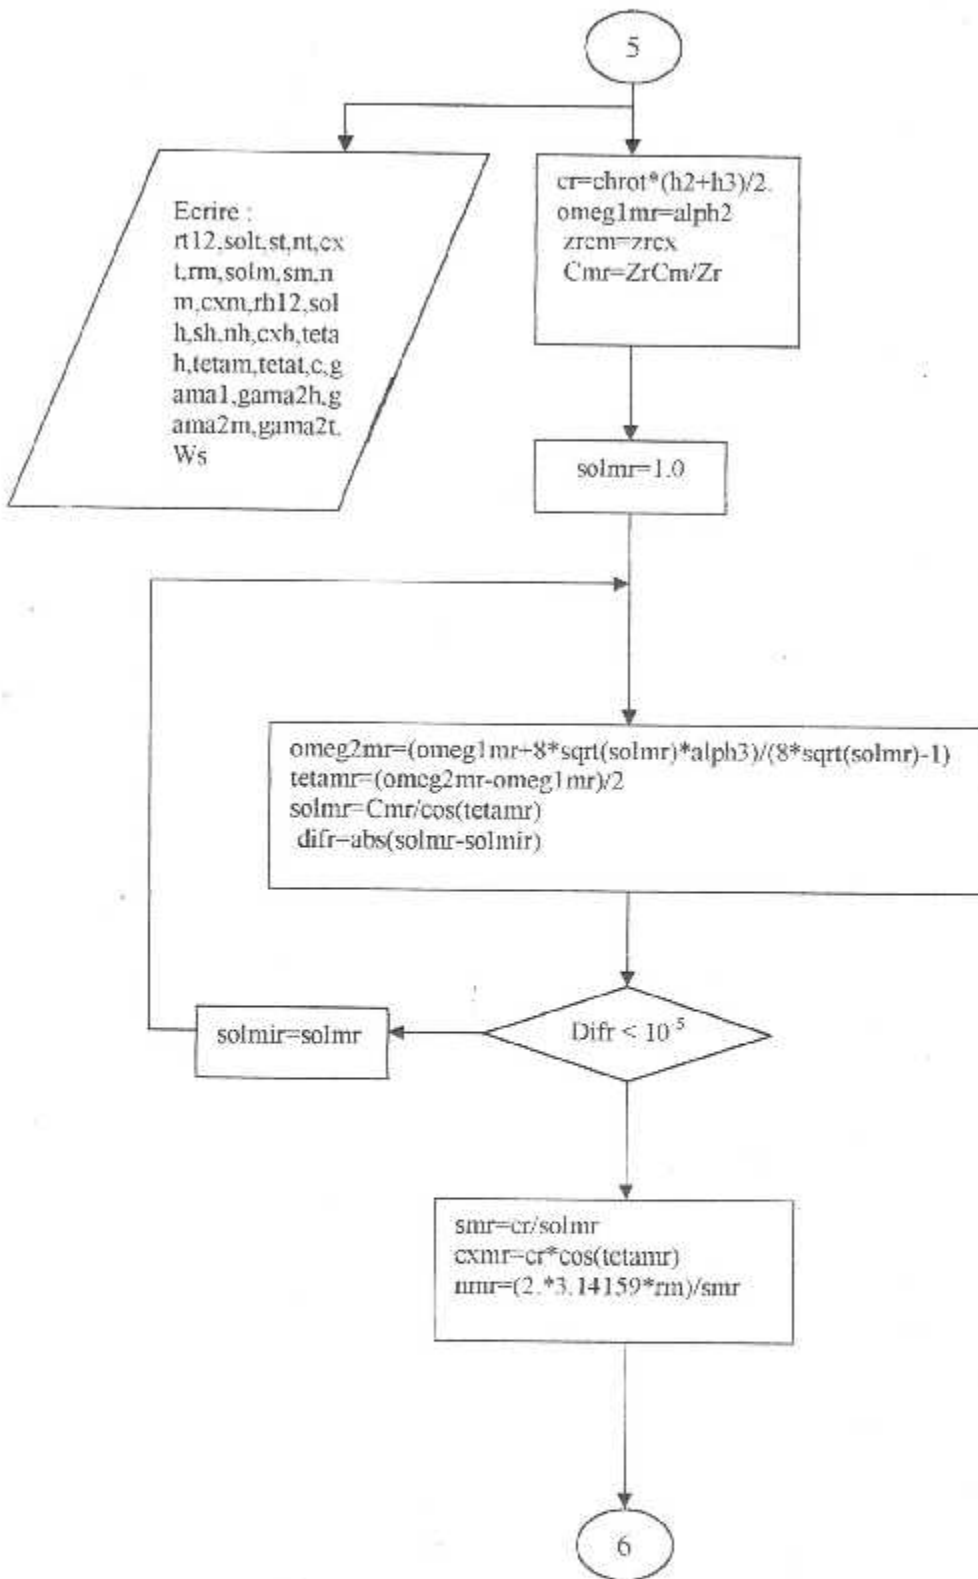 5
Ecrire :
rt12,solt,st,nt,cx
t,rm,solm,sm,n
m,cxm,rh12,sol
h,sh,nh,cxh,teta
h,tetam,tetat,c,g
ama1,gama2h,g
ama2m,gama2t,
Ws
cr=chrot*(h2+h3)/2.
omeg1mr=alph2
zrcm=zrcx
Cmr=ZrCm/Zr
solmr=1.0
omeg2mr=(omeg1mr+8*sqrt(solmr)*alph3)/(8*sqrt(solmr)-1)
tetamr=(omeg2mr-omeg1mr)/2
solmr=Cmr/cos(tetamr)
difr=abs(solmr-solmir)
solmir=solmr
Difr < 10⁻⁵
smr=cr/solmr
cxmr=cr*cos(tetamr)
nmr=(2.*3.14159*rm)/smr
6